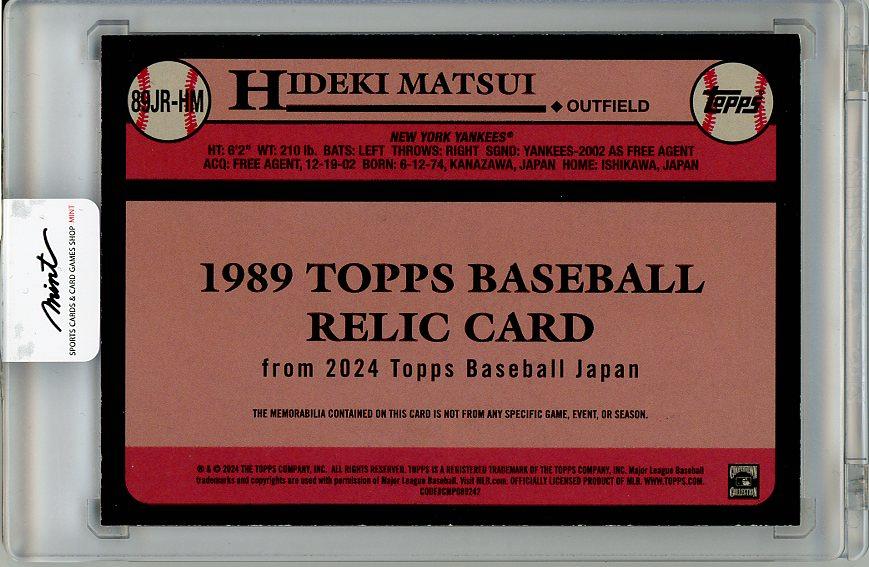 89JR-HM
HIDEKI MATSUI
◆ OUTFIELD
TOPPS
NEW YORK YANKEES®
HT: 6'2" WT: 210 lb. BATS: LEFT THROWS: RIGHT SGND: YANKEES-2002 AS FREE AGENT
ACQ: FREE AGENT, 12-19-02 BORN: 6-12-74, KANAZAWA, JAPAN HOME: ISHIKAWA, JAPAN
1989 TOPPS BASEBALL
RELIC CARD
from 2024 Topps Baseball Japan
THE MEMORABILIA CONTAINED ON THIS CARD IS NOT FROM ANY SPECIFIC GAME, EVENT, OR SEASON.
® & © 2024 THE TOPPS COMPANY, INC. ALL RIGHTS RESERVED. TOPPS IS A REGISTERED TRADEMARK OF THE TOPPS COMPANY, INC. Major League Baseball
trademarks and copyrights are used with permission of Major League Baseball. Visit MLB.com. OFFICIALLY LICENSED PRODUCT OF MLB. WWW.TOPPS.COM.
COOPERSTOWN
COLLECTION
mint
SPORTS CARDS & CARD GAMES SHOP MINT